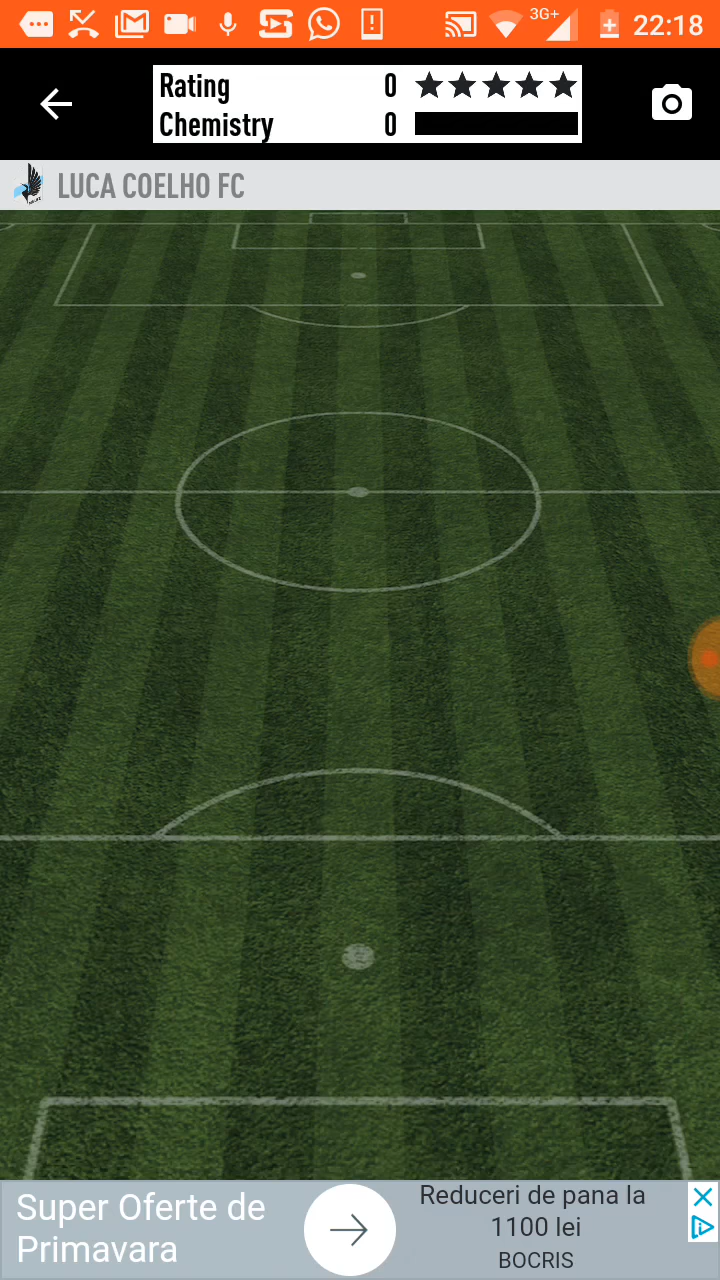 3G+
22:18
Rating 0
Chemistry 0
LUCA COELHO FC
Super Oferte de
Primavara
Reduceri de pana la
1100 lei
BOCRIS